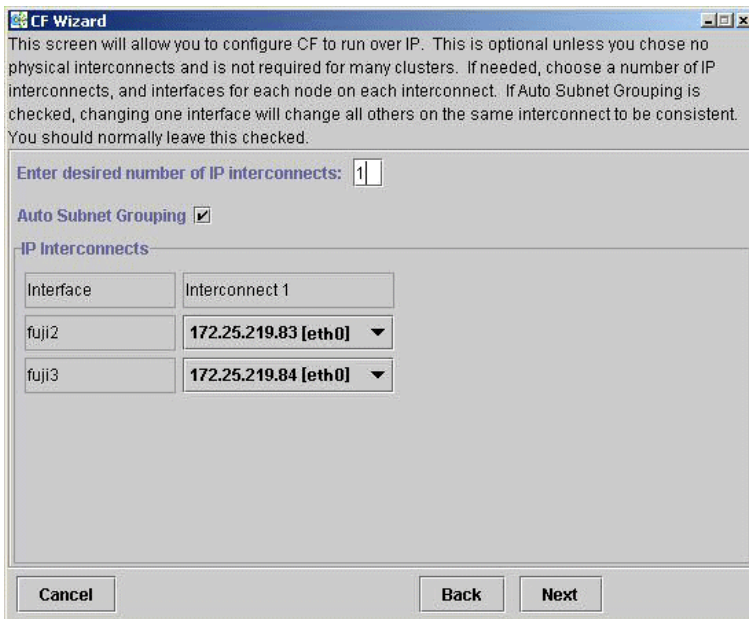 CF Wizard
This screen will allow you to configure CF to run over IP. This is optional unless you chose no
physical interconnects and is not required for many clusters. If needed, choose a number of IP
interconnects, and interfaces for each node on each interconnect. If Auto Subnet Grouping is
checked, changing one interface will change all others on the same interconnect to be consistent.
You should normally leave this checked.
Enter desired number of IP interconnects: 1
Auto Subnet Grouping
IP Interconnects
Interface Interconnect 1
fuji2 172.25.219.83 [eth0]
fuji3 172.25.219.84 [eth0]
Cancel Back Next